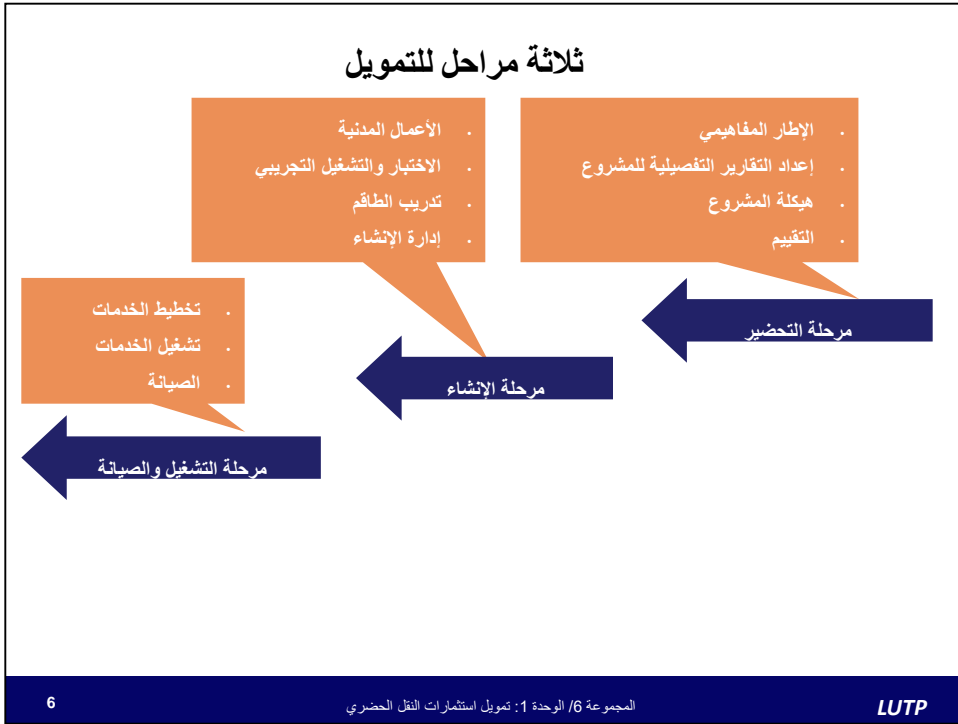 ثلاثة مراحل للتمويل
. الإطار المفاهيمي
. إعداد التقارير التفصيلية للمشروع
. هيكلة المشروع
. التقييم
مرحلة التحضير
. الأعمال المدنية
. الاختبار والتشغيل التجريبي
. تدريب الطاقم
. إدارة الإنشاء
مرحلة الإنشاء
. تخطيط الخدمات
. تشغيل الخدمات
. الصيانة
مرحلة التشغيل والصيانة
LUTP
المجموعة 6/ الوحدة 1: تمويل استثمارات النقل الحضري
6